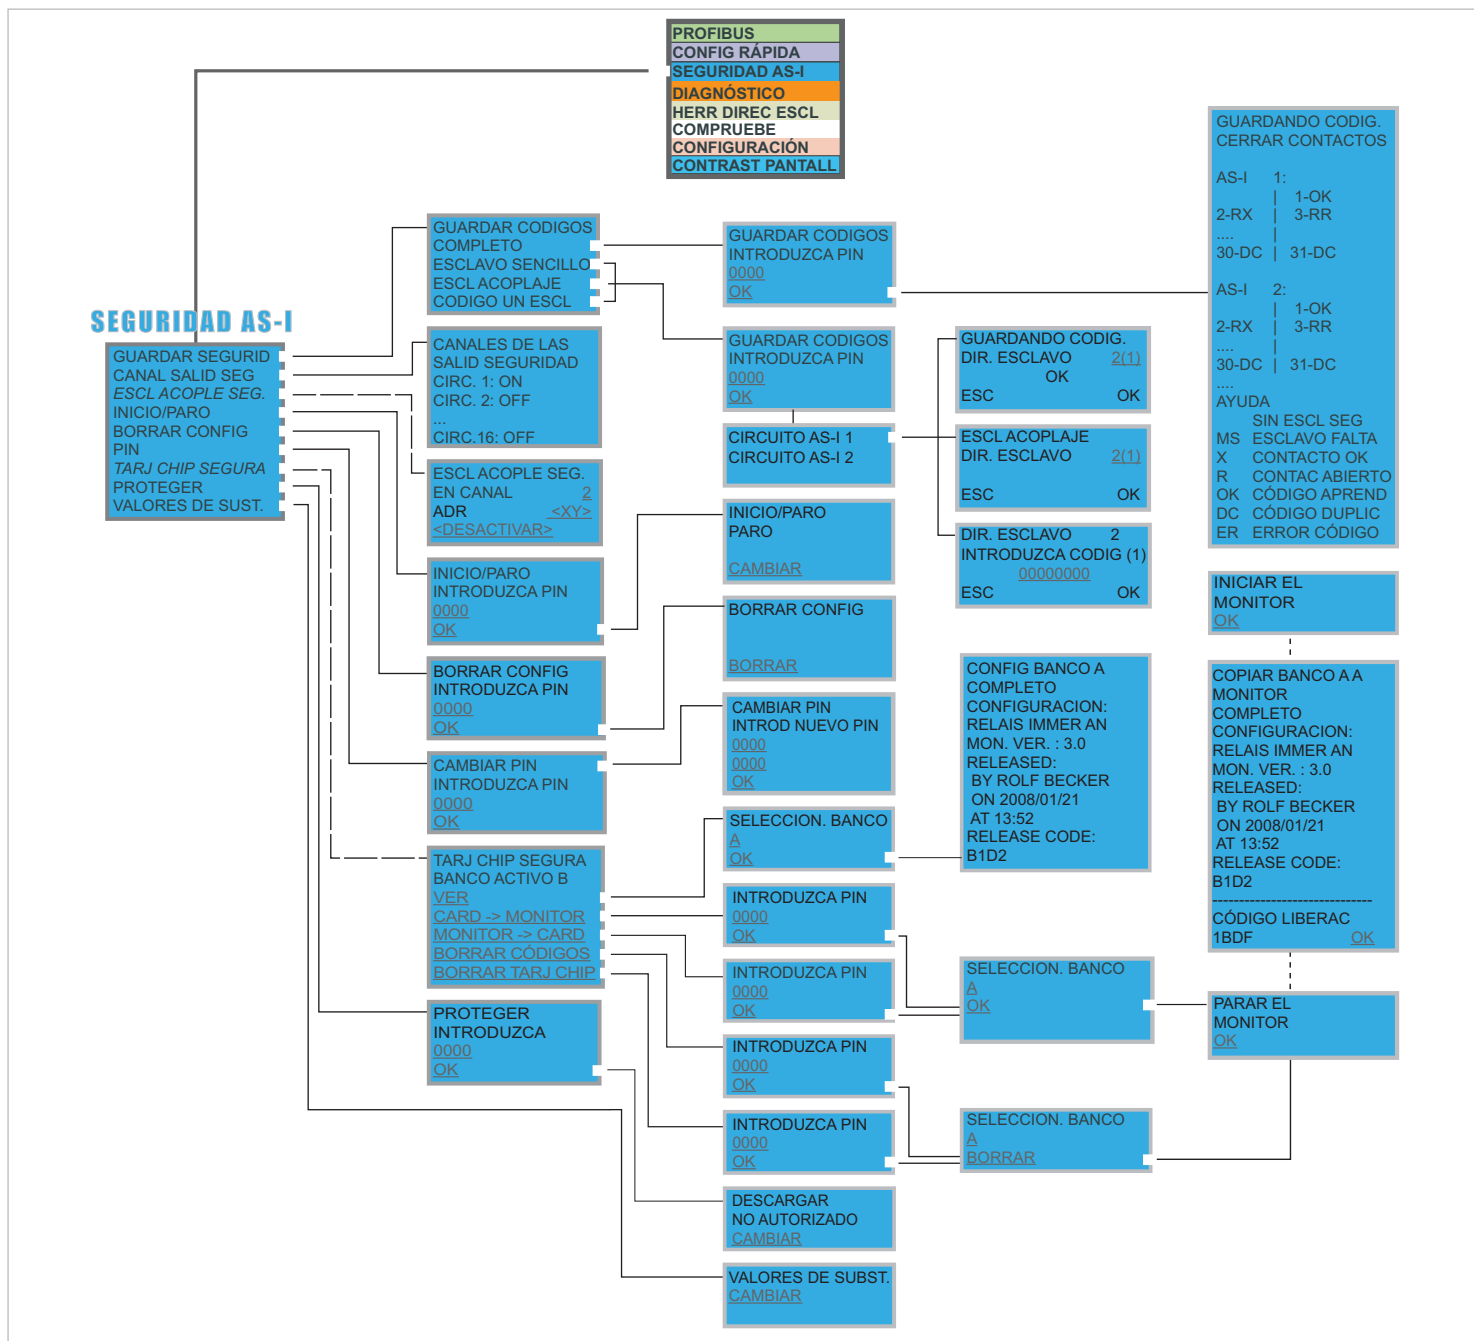 PROFIBUS
CONFIG RÁPIDA
SEGURIDAD AS-I
DIAGNÓSTICO
HERR DIREC ESCL
COMPRUEBE
CONFIGURACIÓN
CONTRAST PANTALL
SEGURIDAD AS-I
GUARDAR SEGURID
CANAL SALID SEG
ESCL ACOPLE SEG.
INICIO/PARO
BORRAR CONFIG
PIN
TARJ CHIP SEGURA
PROTEGER
VALORES DE SUST.
GUARDAR CODIGOS
COMPLETO
ESCLAVO SENCILLO
ESCL ACOPLAJE
CODIGO UN ESCL
CANALES DE LAS
SALID SEGURIDAD
CIRC. 1: ON
CIRC. 2: OFF
...
CIRC.16: OFF
ESCL ACOPLE SEG.
EN CANAL 2
ADR <XY>
<DESACTIVAR>
INICIO/PARO
INTRODUZCA PIN
0000
OK
BORRAR CONFIG
INTRODUZCA PIN
0000
OK
CAMBIAR PIN
INTRODUZCA PIN
0000
OK
TARJ CHIP SEGURA
BANCO ACTIVO B
VER
CARD -> MONITOR
MONITOR -> CARD
BORRAR CÓDIGOS
BORRAR TARJ CHIP
PROTEGER
INTRODUZCA
0000
OK
GUARDAR CODIGOS
INTRODUZCA PIN
0000
OK
GUARDAR CODIGOS
INTRODUZCA PIN
0000
OK
CIRCUITO AS-I 1
CIRCUITO AS-I 2
INICIO/PARO
PARO
CAMBIAR
BORRAR CONFIG
BORRAR
CAMBIAR PIN
INTROD NUEVO PIN
0000
0000
OK
SELECCION. BANCO
A
OK
INTRODUZCA PIN
0000
OK
INTRODUZCA PIN
0000
OK
INTRODUZCA PIN
0000
OK
INTRODUZCA PIN
0000
OK
DESCARGAR
NO AUTORIZADO
CAMBIAR
VALORES DE SUBST.
CAMBIAR
GUARDANDO CODIG.
DIR. ESCLAVO 2(1)
OK
ESC OK
ESCL ACOPLAJE
DIR. ESCLAVO 2(1)
ESC OK
DIR. ESCLAVO 2
INTRODUZCA CODIG (1)
00000000
ESC OK
CONFIG BANCO A
COMPLETO
CONFIGURACION:
RELAIS IMMER AN
MON. VER. : 3.0
RELEASED:
BY ROLF BECKER
ON 2008/01/21
AT 13:52
RELEASE CODE:
B1D2
SELECCION. BANCO
A
OK
SELECCION. BANCO
A
BORRAR
GUARDANDO CODIG.
CERRAR CONTACTOS
AS-I 1:
| 1-OK
2-RX | 3-RR
.... |
30-DC | 31-DC
AS-I 2:
| 1-OK
2-RX | 3-RR
.... |
30-DC | 31-DC
....
AYUDA
SIN ESCL SEG
MS ESCLAVO FALTA
X CONTACTO OK
R CONTAC ABIERTO
OK CÓDIGO APREND
DC CÓDIGO DUPLIC
ER ERROR CÓDIGO
INICIAR EL
MONITOR
OK
COPIAR BANCO A A
MONITOR
COMPLETO
CONFIGURACION:
RELAIS IMMER AN
MON. VER. : 3.0
RELEASED:
BY ROLF BECKER
ON 2008/01/21
AT 13:52
RELEASE CODE:
B1D2
------------------------------
CÓDIGO LIBERAC
1BDF OK
PARAR EL
MONITOR
OK